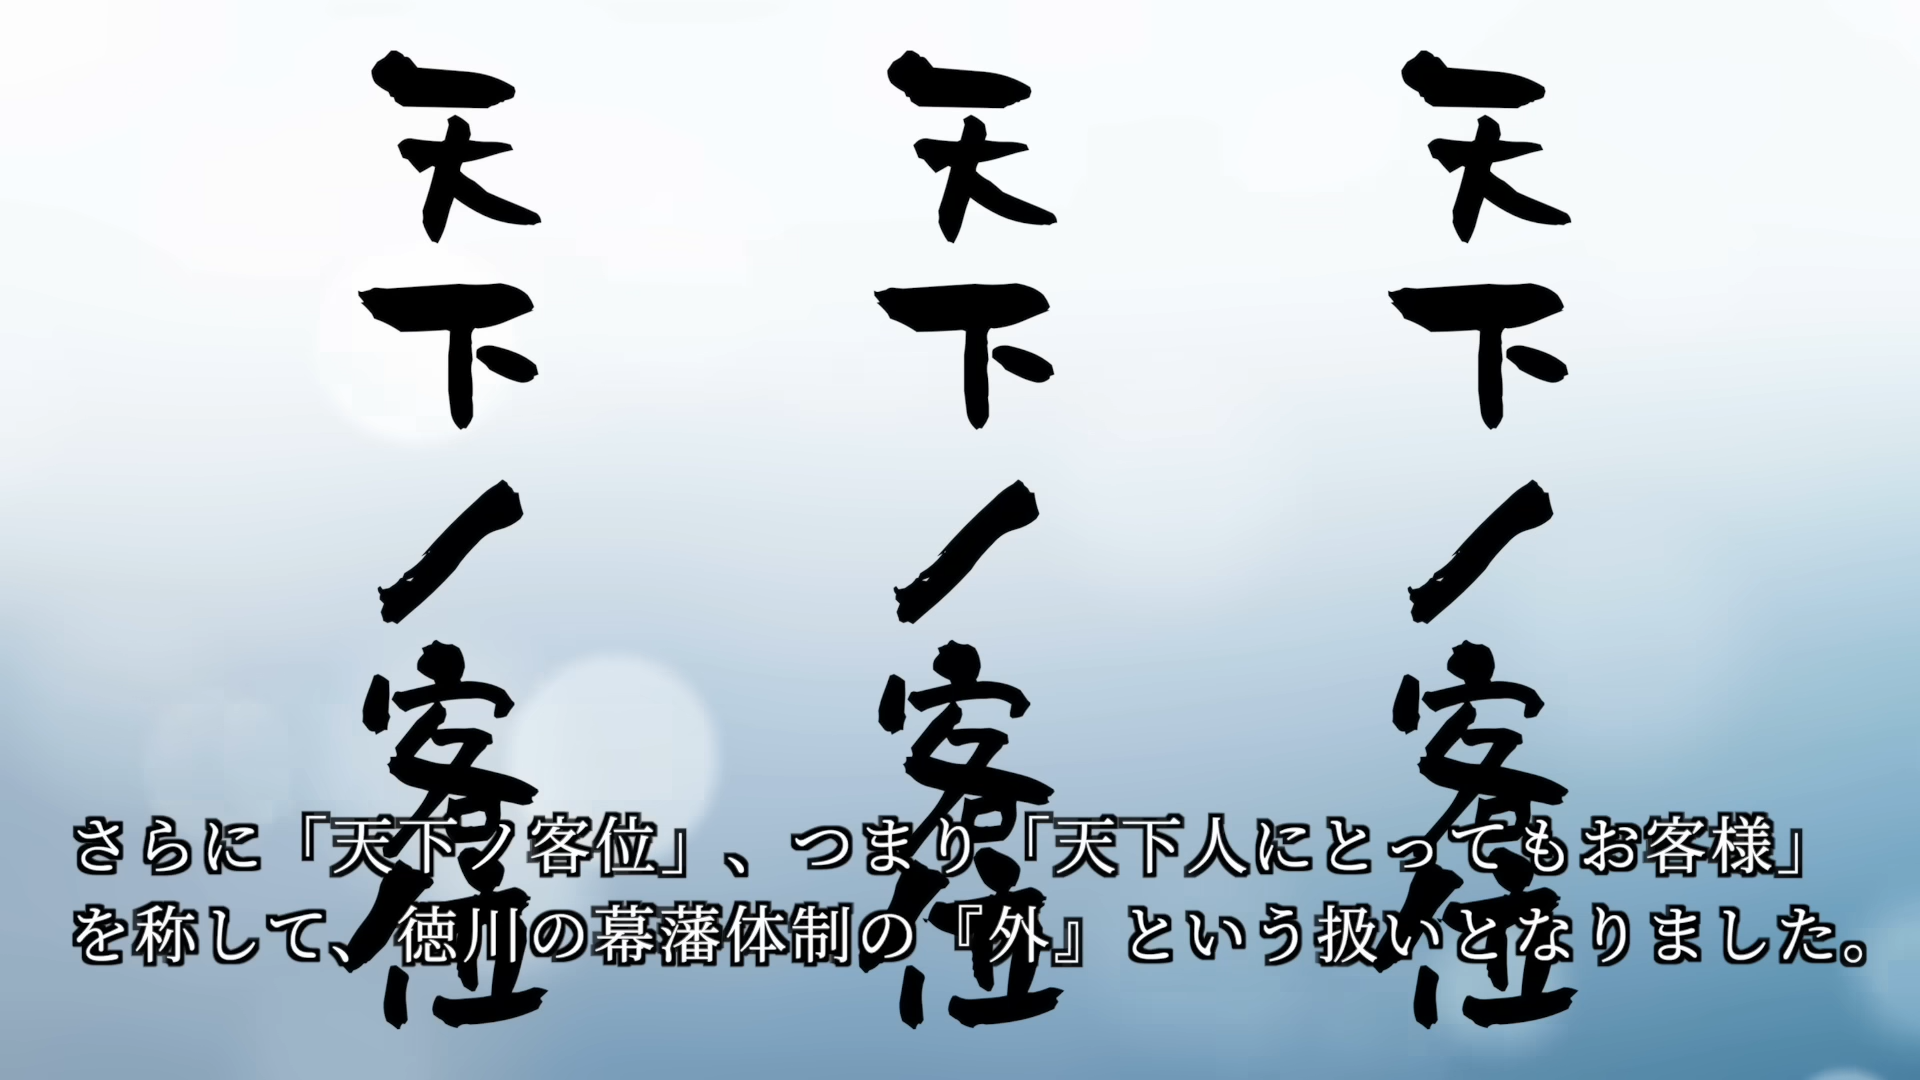 天下ノ客位
天下ノ客位
天下ノ客位
さらに「天下ノ客位」、つまり「天下人にとってもお客様」
を称して、徳川の幕藩体制の『外』という扱いとなりました。